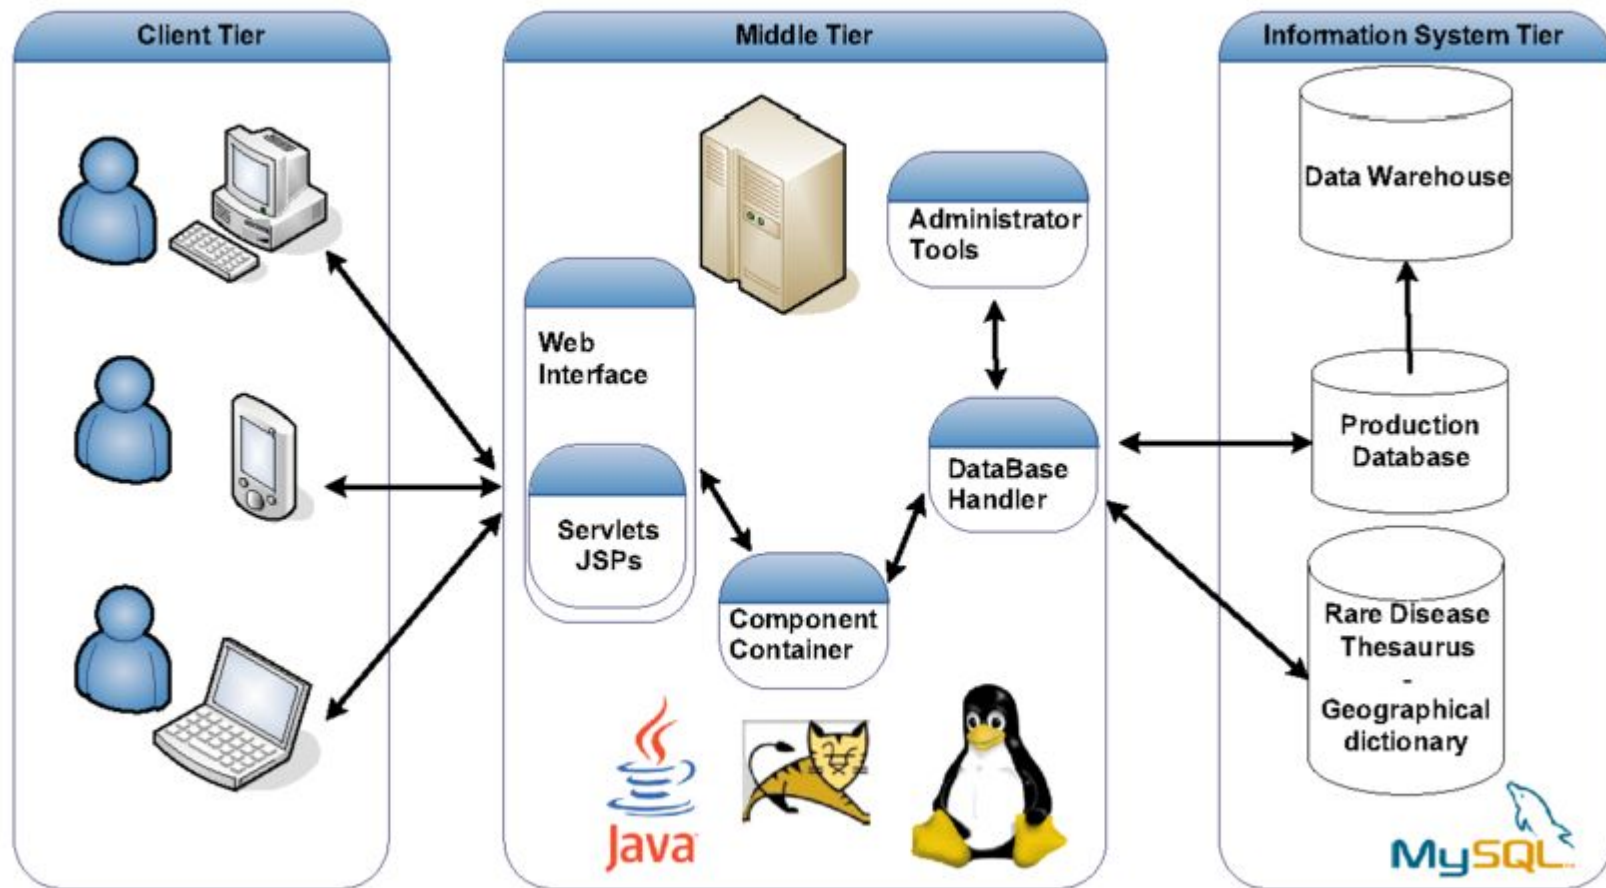 Client Tier
Middle Tier
Information System Tier
Data Warehouse
Administrator
Tools
Web
Interface
Production
Database
DataBase
Handler
Servlets
JSPs
Component
Container
Rare Disease
Thesaurus
-
Geographical
dictionary
Java
MySQL